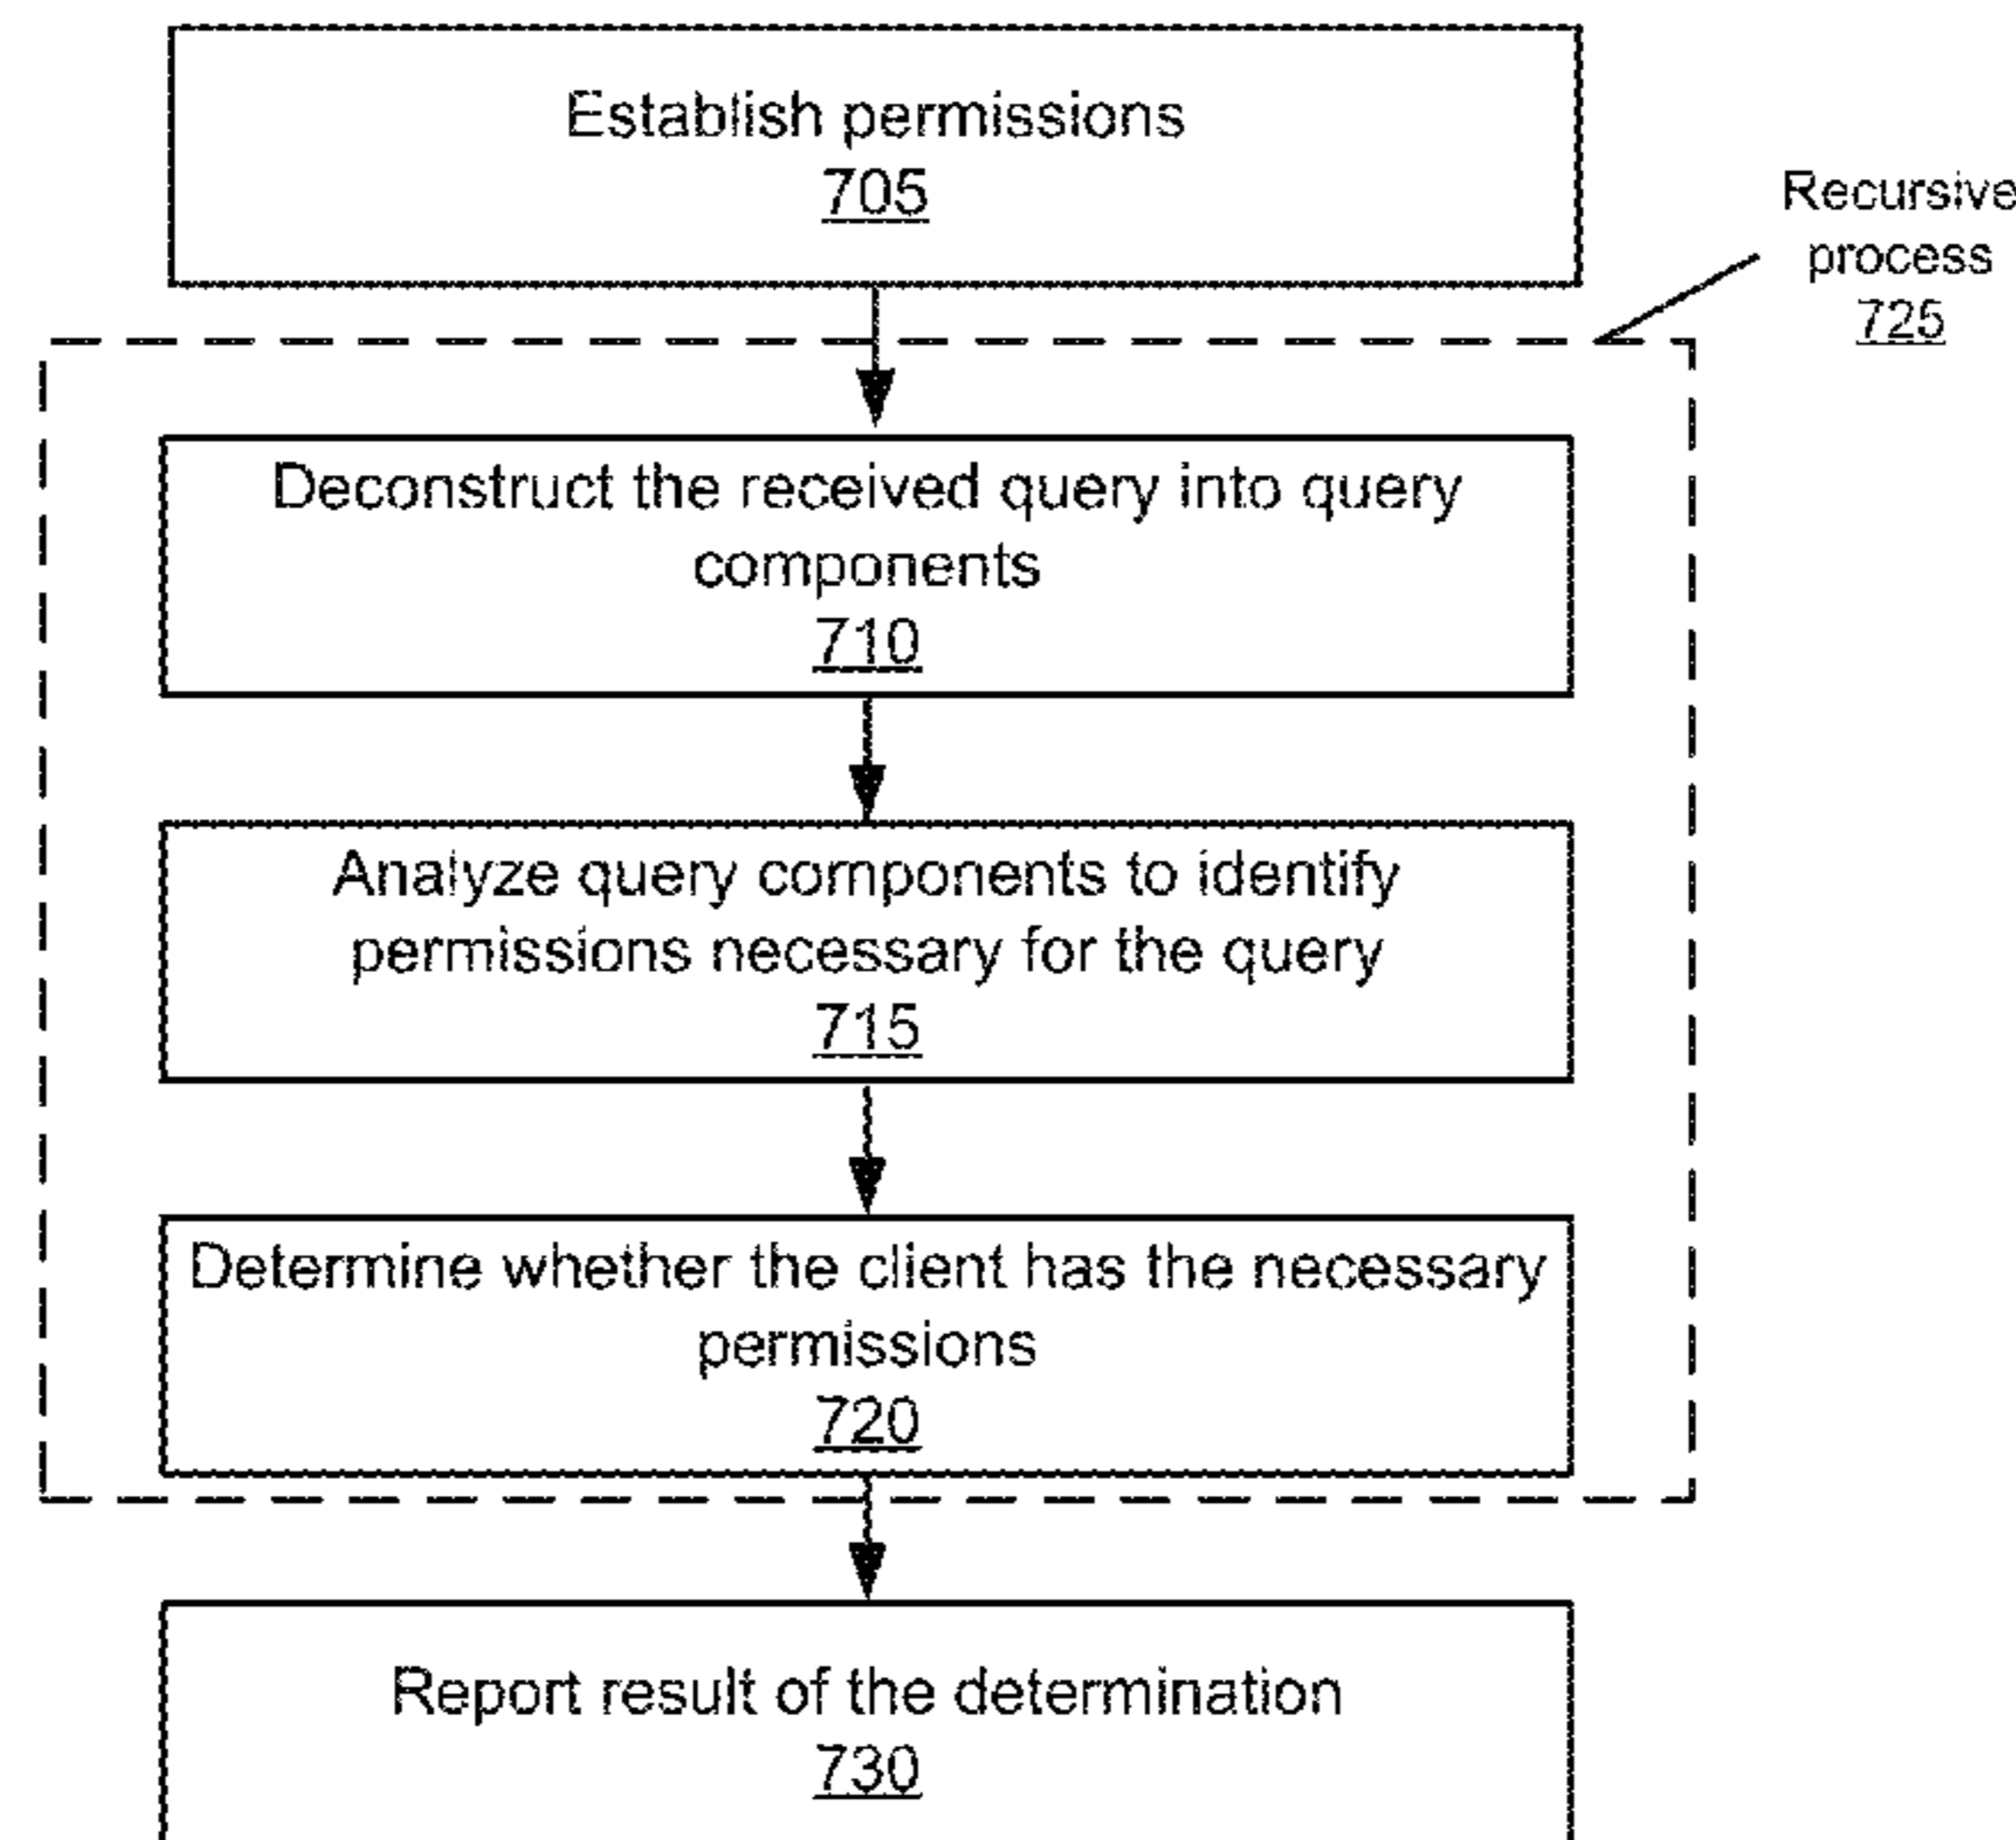 Establish permissions
705
Recursive
process
725
Deconstruct the received query into query
components
710
Analyze query components to identify
permissions necessary for the query
715
Determine whether the client has the necessary
permissions
720
Report result of the determination
730